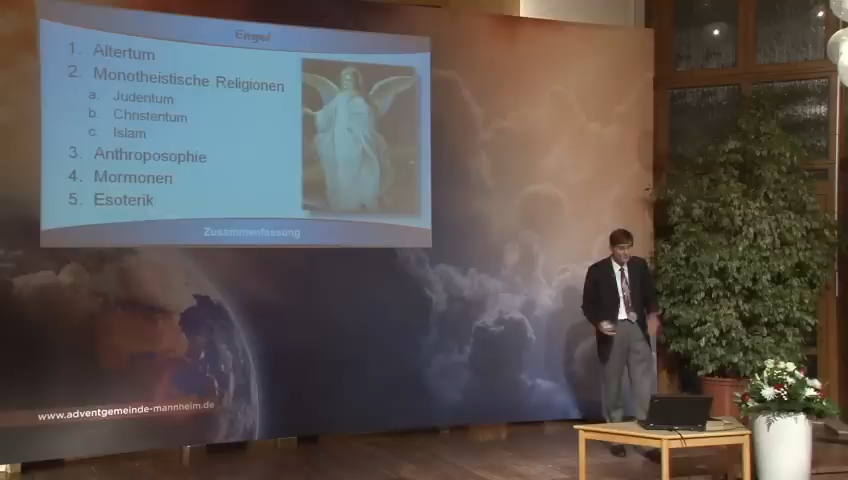 Engel
1. Altertum
2. Monotheistische Religionen
a. Judentum
b. Christentum
c. Islam
3. Anthroposophie
4. Mormonen
5. Esoterik
Zusammenfassung
www.adventgemeinde-mannheim.de